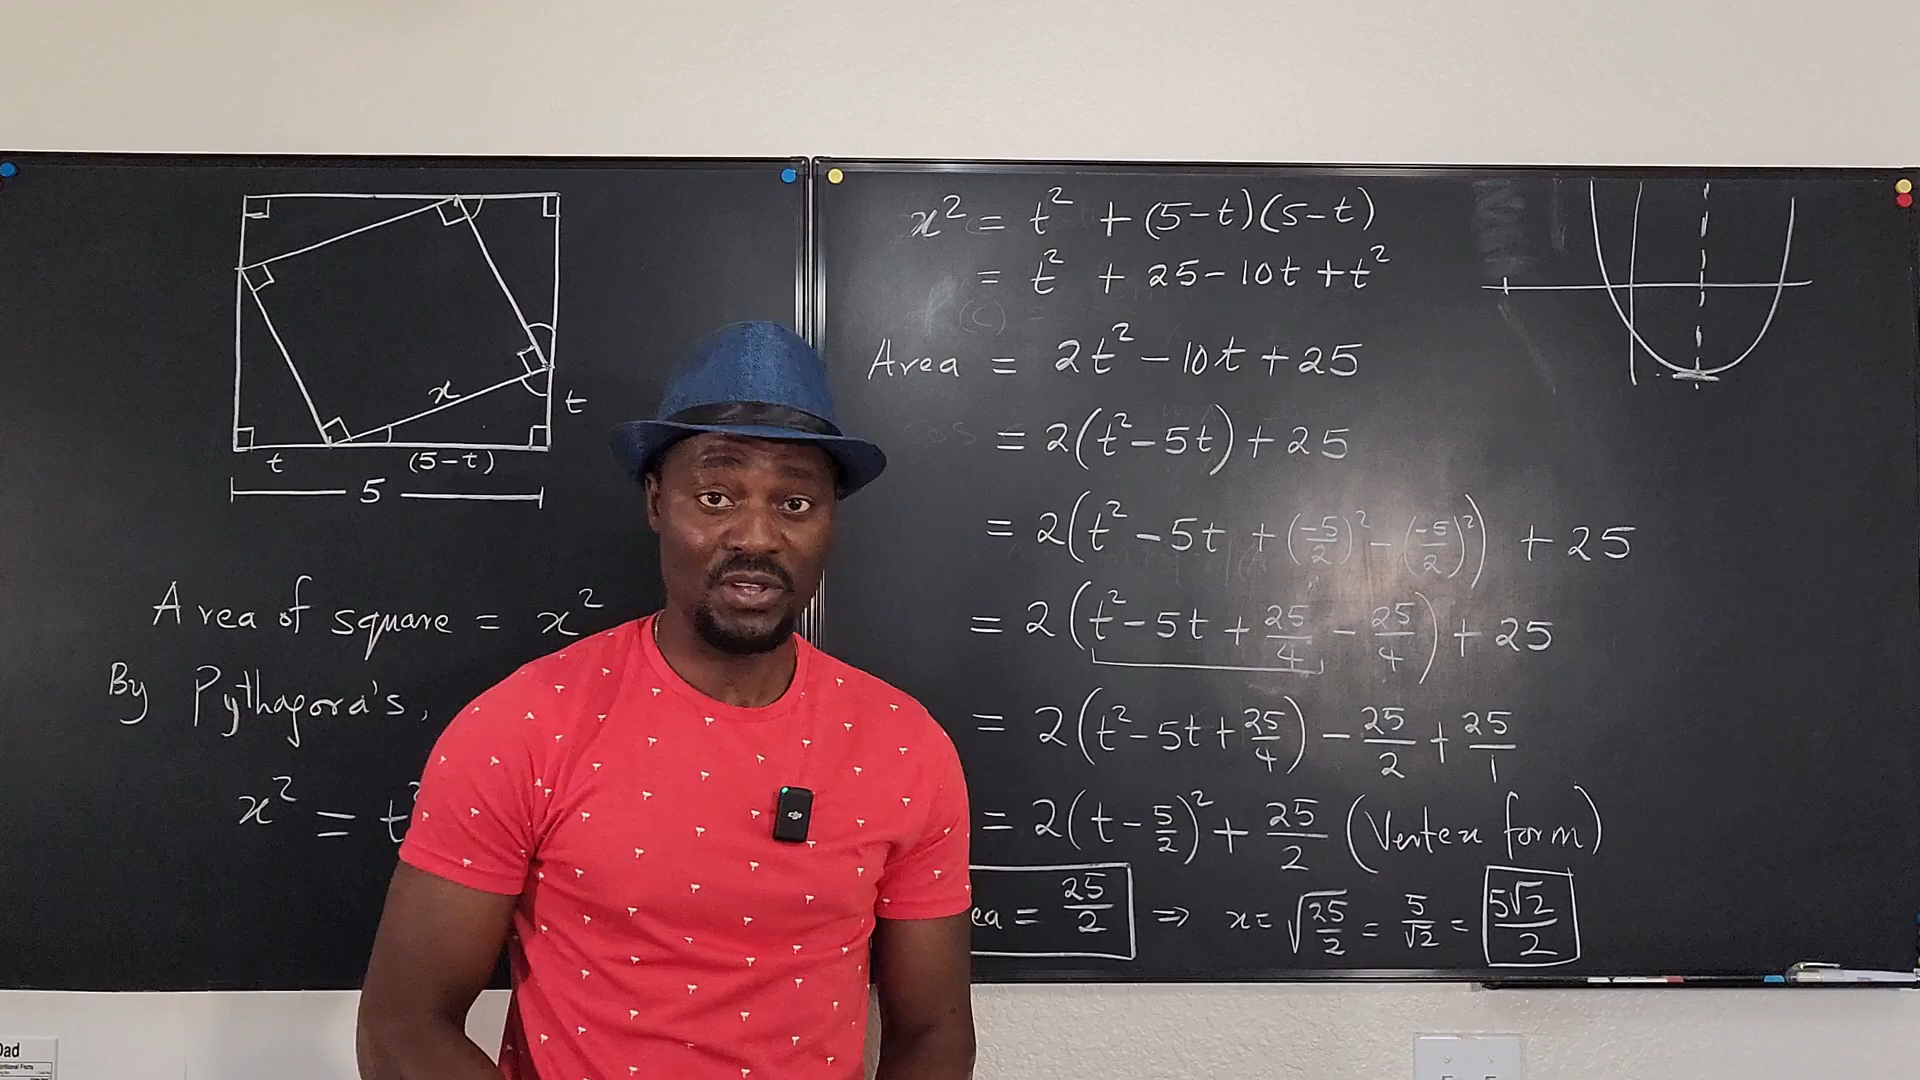 x
t
t
(5-t)
5
Area of square = x²
By Pythagora's,
x² = t²
x² = t² + (5-t)(5-t)
= t² + 25 - 10t + t²
Area = 2t² - 10t + 25
= 2(t² - 5t) + 25
= 2(t² - 5t + (-5/2)² - (-5/2)²) + 25
= 2(t² - 5t + 25/4 - 25/4) + 25
= 2(t² - 5t + 25/4) - 25/2 + 25/1
= 2(t - 5/2)² + 25/2 (Vertex form)
ea = 25/2 ⇒ x = √25/2 = 5/√2 = 5√2/2
Dad